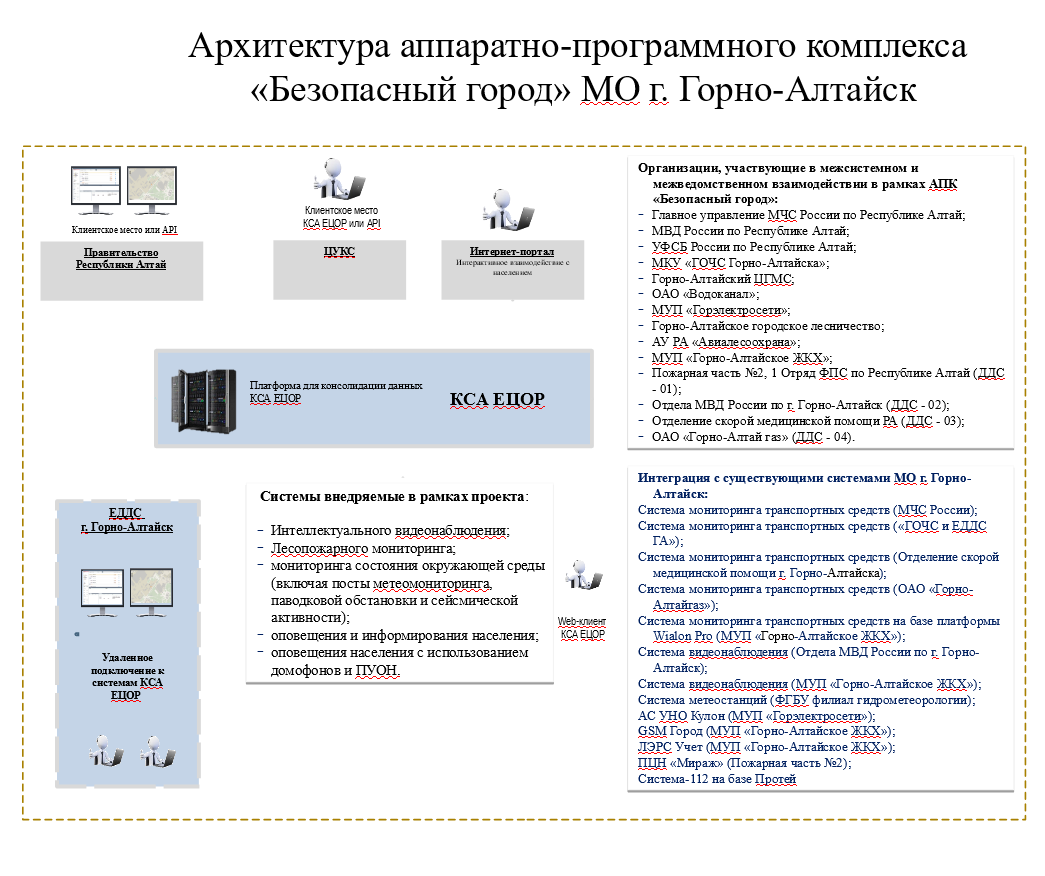 Архитектура аппаратно-программного комплекса
«Безопасный город» МО г. Горно-Алтайск
Клиентское место или API
Правительство
Республики Алтай
Клиентское место
КСА ЕЦОР или API
ЦУКС
Интернет-портал
Интерактивное взаимодействие с
населением
Организации, участвующие в межсистемном и
межведомственном взаимодействии в рамках АПК
«Безопасный город»:
− Главное управление МЧС России по Республике Алтай;
− МВД России по Республике Алтай;
− УФСБ России по Республике Алтай;
− МКУ «ГОЧС Горно-Алтайска»;
− Горно-Алтайский ЦГМС;
− ОАО «Водоканал»;
− МУП «Горэлектросети»;
− Горно-Алтайское городское лесничество;
− АУ РА «Авиалесоохрана»;
− МУП «Горно-Алтайское ЖКХ»;
− Пожарная часть №2, 1 Отряд ФПС по Республике Алтай (ДДС
- 01);
− Отдела МВД России по г. Горно-Алтайск (ДДС - 02);
− Отделение скорой медицинской помощи РА (ДДС - 03);
− ОАО «Горно-Алтай газ» (ДДС - 04).
Платформа для консолидации данных
КСА ЕЦОР
КСА ЕЦОР
ЕДДС
г. Горно-Алтайск
Удаленное
подключение к
системам КСА
ЕЦОР
Системы внедряемые в рамках проекта:
− Интеллектуального видеонаблюдения;
− Лесопожарного мониторинга;
− мониторинга состояния окружающей среды
(включая посты метеомониторинга,
паводковой обстановки и сейсмической
активности);
− оповещения и информирования населения;
− оповещения населения с использованием
домофонов и ПУОН.
Web-клиент
КСА ЕЦОР
Интеграция с существующими системами МО г. Горно-
Алтайск:
Система мониторинга транспортных средств (МЧС России);
Система мониторинга транспортных средств («ГОЧС и ЕДДС
ГА»);
Система мониторинга транспортных средств (Отделение скорой
медицинской помощи г. Горно-Алтайска);
Система мониторинга транспортных средств (ОАО «Горно-
Алтайгаз»);
Система мониторинга транспортных средств на базе платформы
Wialon Pro (МУП «Горно-Алтайское ЖКХ»);
Система видеонаблюдения (Отдела МВД России по г. Горно-
Алтайск);
Система видеонаблюдения (МУП «Горно-Алтайское ЖКХ»);
Система метеостанций (ФГБУ филиал гидрометеорологии);
АС УНО Кулон (МУП «Горэлектросети»);
GSM Город (МУП «Горно-Алтайское ЖКХ»);
ЛЭРС Учет (МУП «Горно-Алтайское ЖКХ»);
ПЦН «Мираж» (Пожарная часть №2);
Система-112 на базе Протей